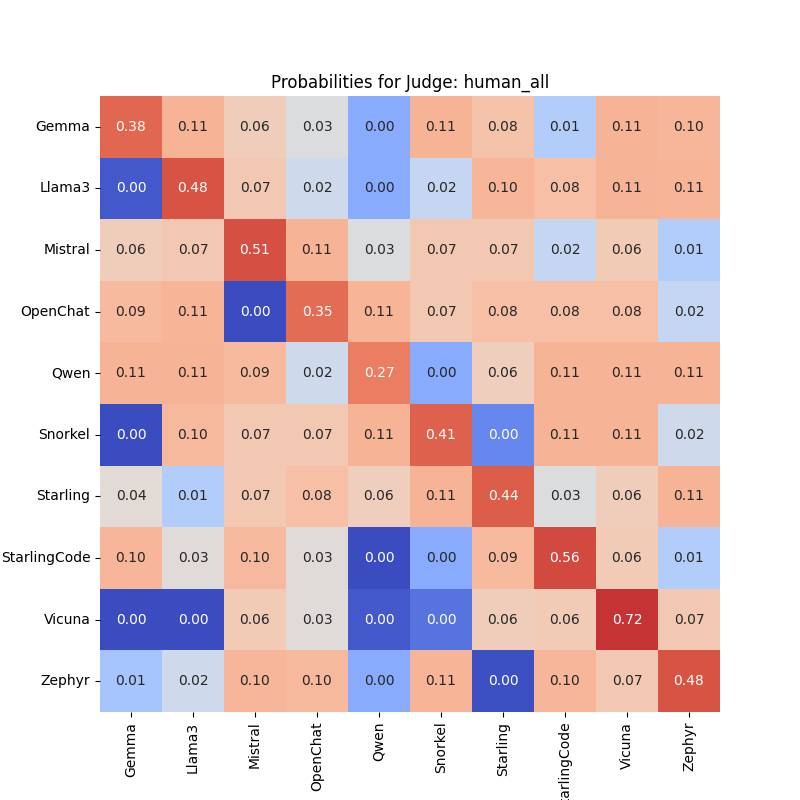 Probabilities for Judge: human_all
Gemma 0.38 0.11 0.06 0.03 0.00 0.11 0.08 0.01 0.11 0.10
Llama3 0.00 0.48 0.07 0.02 0.00 0.02 0.10 0.08 0.11 0.11
Mistral 0.06 0.07 0.51 0.11 0.03 0.07 0.07 0.02 0.06 0.01
OpenChat 0.09 0.11 0.00 0.35 0.11 0.07 0.08 0.08 0.08 0.02
Qwen 0.11 0.11 0.09 0.02 0.27 0.00 0.06 0.11 0.11 0.11
Snorkel 0.00 0.10 0.07 0.07 0.11 0.41 0.00 0.11 0.11 0.02
Starling 0.04 0.01 0.07 0.08 0.06 0.11 0.44 0.03 0.06 0.11
StarlingCode 0.10 0.03 0.10 0.03 0.00 0.00 0.09 0.56 0.06 0.01
Vicuna 0.00 0.00 0.06 0.03 0.00 0.00 0.06 0.06 0.72 0.07
Zephyr 0.01 0.02 0.10 0.10 0.00 0.11 0.00 0.10 0.07 0.48
Gemma Llama3 Mistral OpenChat Qwen Snorkel Starling arlingCode Vicuna Zephyr